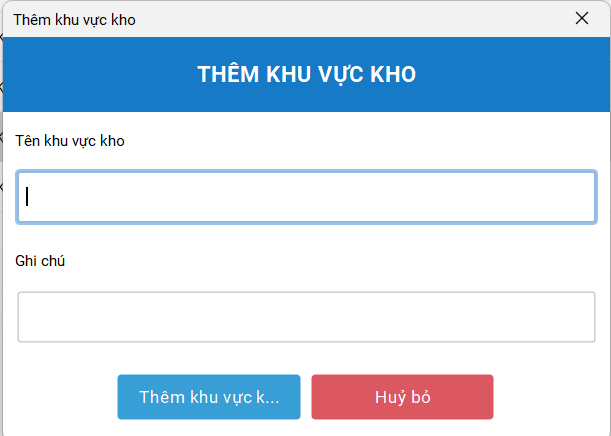 Thêm khu vực kho
THÊM KHU VỰC KHO
Tên khu vực kho
Ghi chú
Thêm khu vực k...
Huỷ bỏ